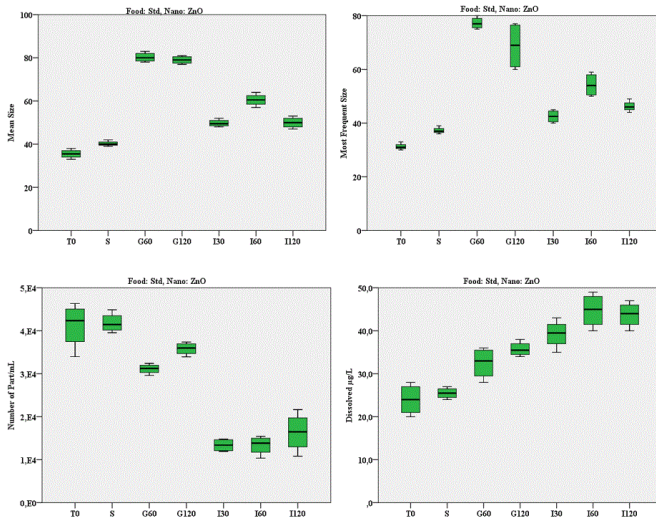 Food: Std, Nano: ZnO
Mean Size
100
80
60
40
20
0
T0 S G60 G120 I30 I60 I120
Food: Std, Nano: ZnO
Most Frequent Size
80
60
40
20
0
T0 S G60 G120 I30 I60 I120
Food: Std, Nano: ZnO
Number of Part/mL
5,E4
4,E4
3,E4
2,E4
1,E4
0,E0
T0 S G60 G120 I30 I60 I120
Food: Std, Nano: ZnO
Dissolved µg/L
50,0
40,0
30,0
20,0
10,0
,0
T0 S G60 G120 I30 I60 I120